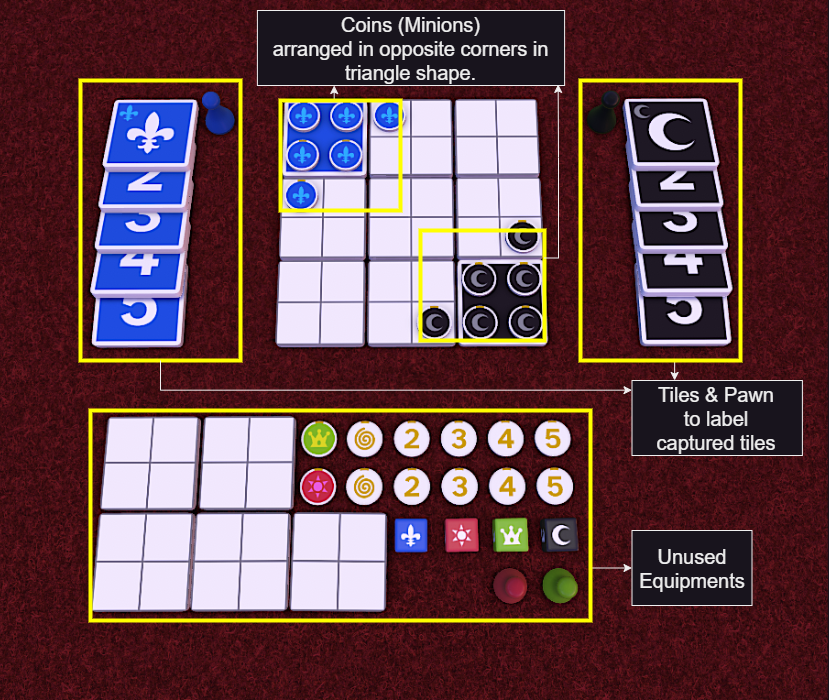 Coins (Minions)
arranged in opposite corners in
triangle shape.
2
3
4
5
2
3
4
5
Tiles & Pawn
to label
captured tiles
2 3 4 5
2 3 4 5
Unused
Equipments